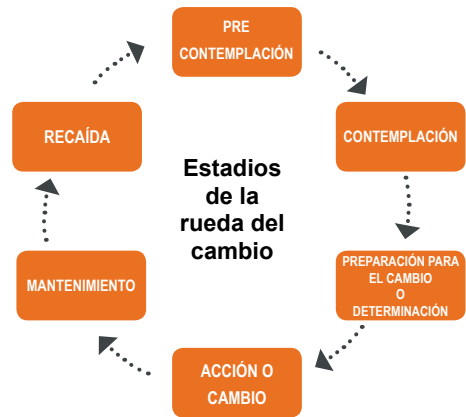 PRE
CONTEMPLACIÓN
CONTEMPLACIÓN
PREPARACIÓN PARA
EL CAMBIO
O
DETERMINACIÓN
ACCIÓN O
CAMBIO
MANTENIMIENTO
RECAÍDA
Estadios
de la
rueda del
cambio